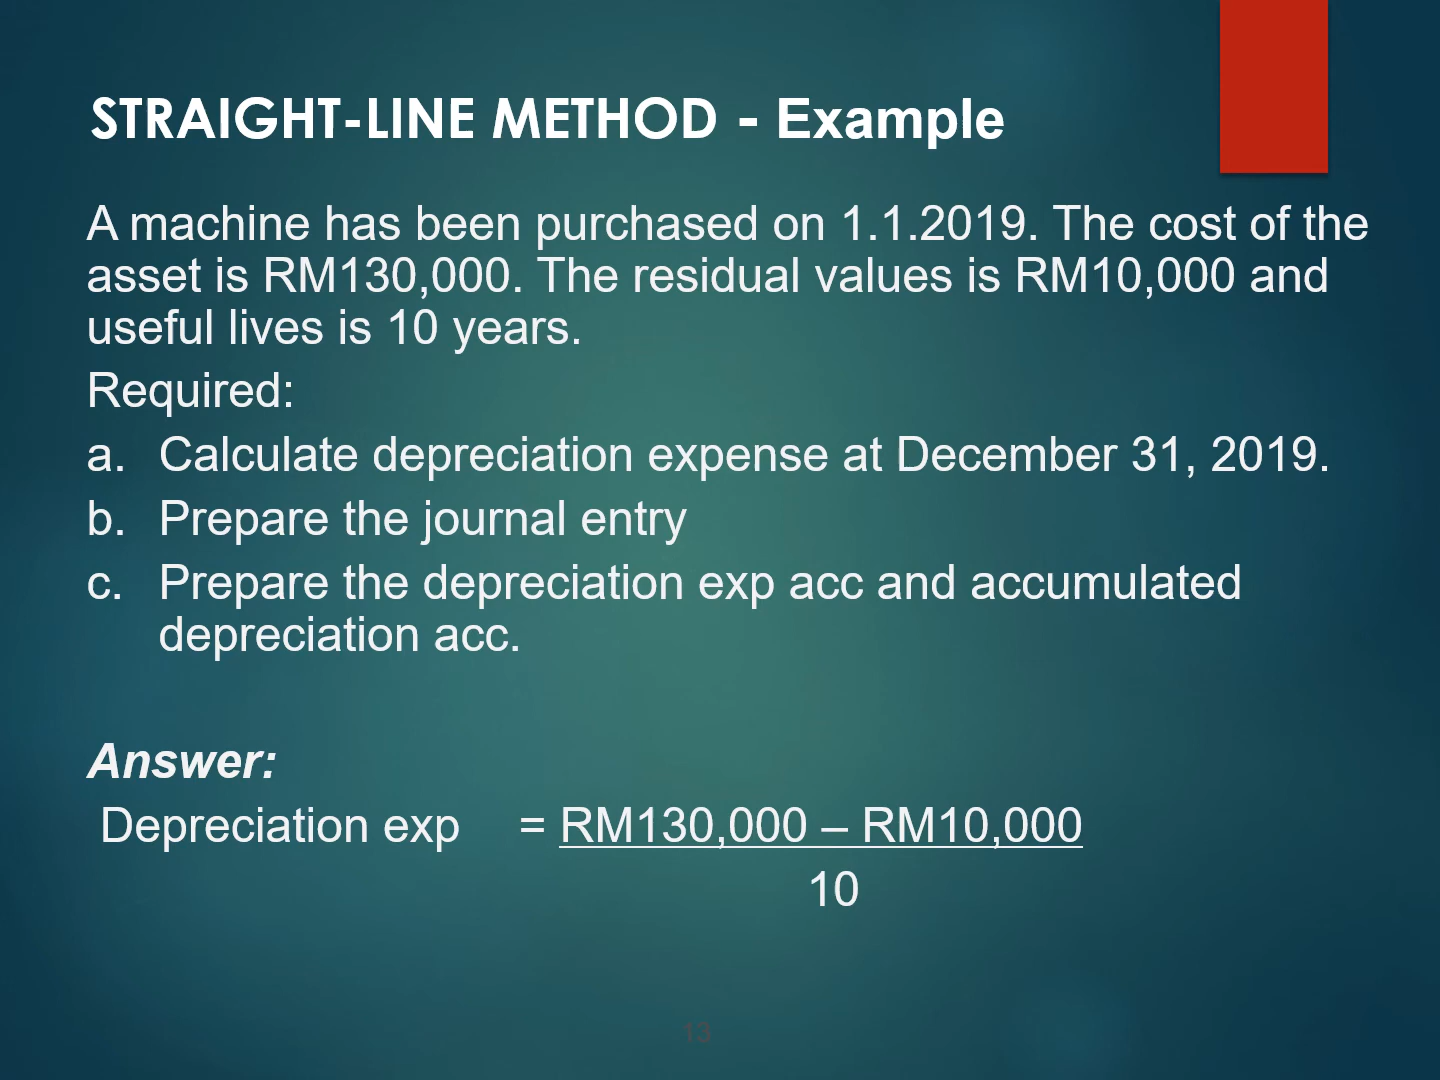 STRAIGHT-LINE METHOD - Example
A machine has been purchased on 1.1.2019. The cost of the
asset is RM130,000. The residual values is RM10,000 and
useful lives is 10 years.
Required:
a. Calculate depreciation expense at December 31, 2019.
b. Prepare the journal entry
c. Prepare the depreciation exp acc and accumulated
depreciation acc.
Answer:
Depreciation exp = RM130,000 – RM10,000
10
13